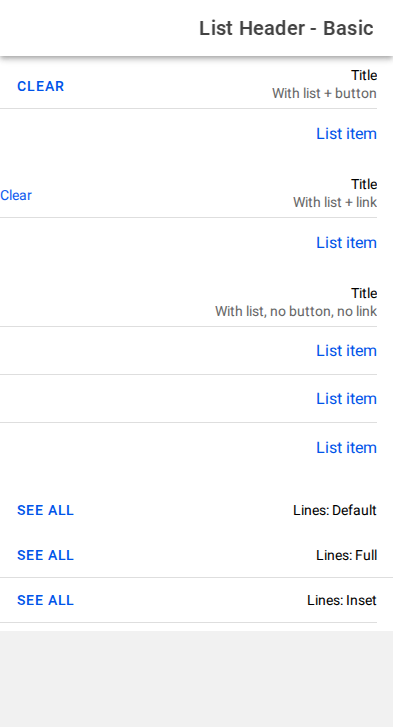 List Header - Basic
Title
CLEAR
With list + button
List item
Title
Clear
With list + link
List item
Title
With list, no button, no link
List item
List item
List item
Lines: Default
SEE ALL
Lines: Full
SEE ALL
Lines: Inset
SEE ALL